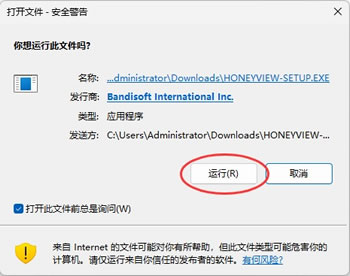 打开文件 - 安全警告
你想运行此文件吗?
名称: ...dministrator\Downloads\HONEYVIEW-SETUP.EXE
发行商: Bandisoft International Inc.
类型: 应用程序
发送方: C:\Users\Administrator\Downloads\HONEYVIEW-...
运行(R) 取消
打开此文件前总是询问(W)
来自 Internet 的文件可能对你有所帮助，但此文件类型可能危害你的
计算机。请仅运行来自你信任的发布者的软件。有何风险?